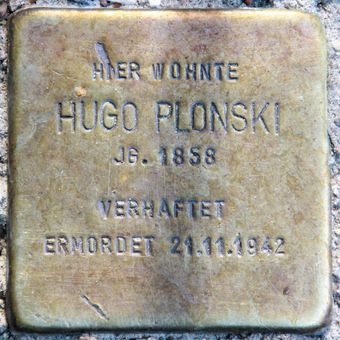 HIER WOHNTE
HUGO PLONSKI
JG. 1858
VERHAFTET
ERMORDET 21.11.1942